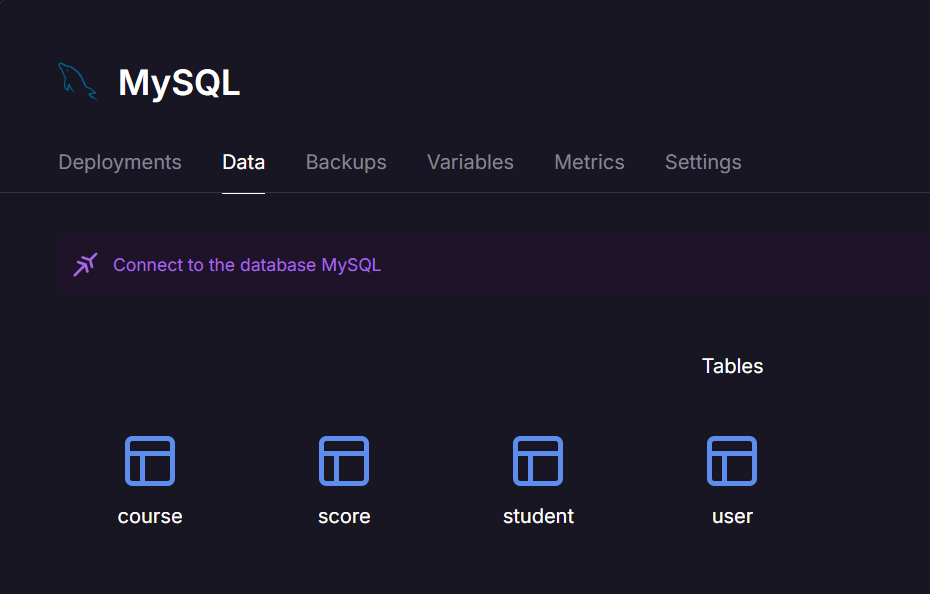 MySQL
Deployments Data Backups Variables Metrics Settings
Connect to the database MySQL
Tables
course score student user